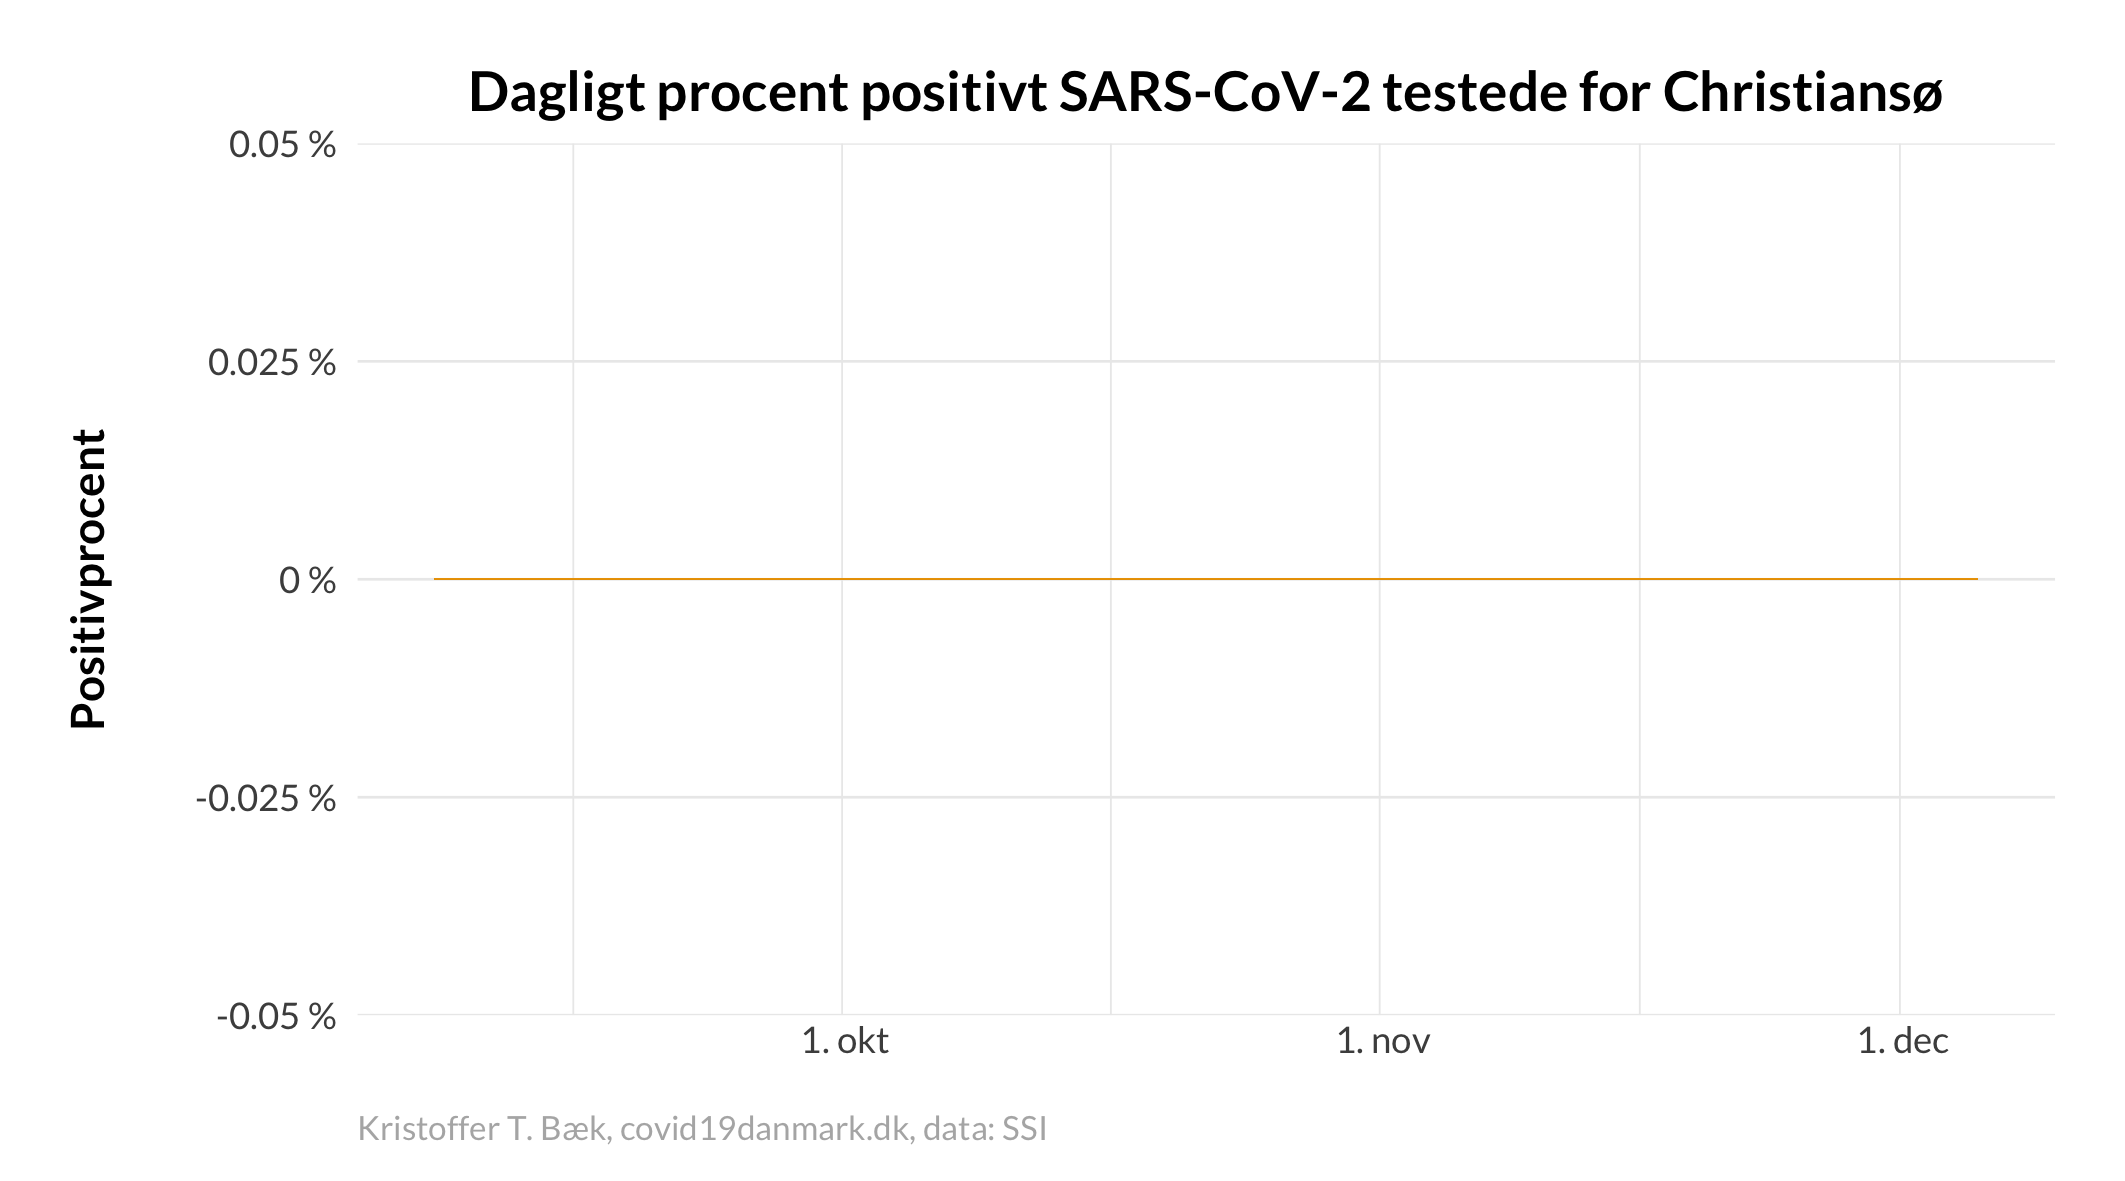 Dagligt procent positivt SARS-CoV-2 testede for Christiansø
0.05 %
0.025 %
0 %
-0.025 %
-0.05 %
Positivprocent
1. okt
1. nov
1. dec
Kristoffer T. Bæk, covid19danmark.dk, data: SSI